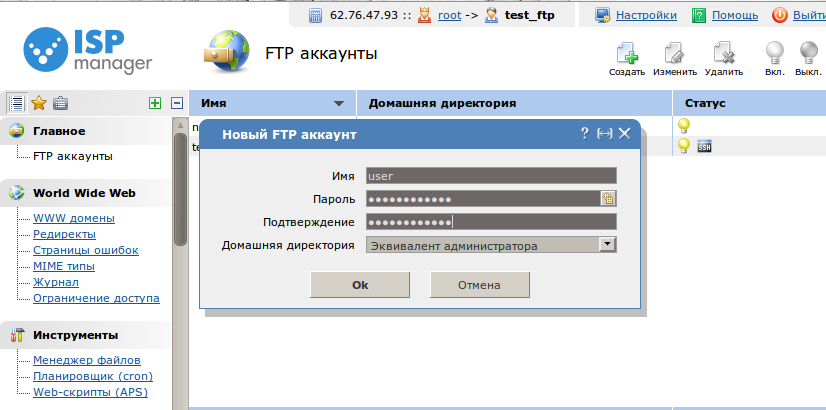 62.76.47.93 :: root -> test_ftp Настройки Помощь Выйти
ISP
manager
FTP аккаунты
Создать Изменить Удалить Вкл. Выкл.
Имя Домашняя директория Статус
Главное
FTP аккаунты
World Wide Web
WWW домены
Редиректы
Страницы ошибок
MIME типы
Журнал
Ограничение доступа
Инструменты
Менеджер файлов
Планировщик (cron)
Web-скрипты (APS)
SSH
Новый FTP аккаунт ?
Имя user
Пароль ••••••••••••
Подтверждение ••••••••••••
Домашняя директория Эквивалент администратора
Ok Отмена